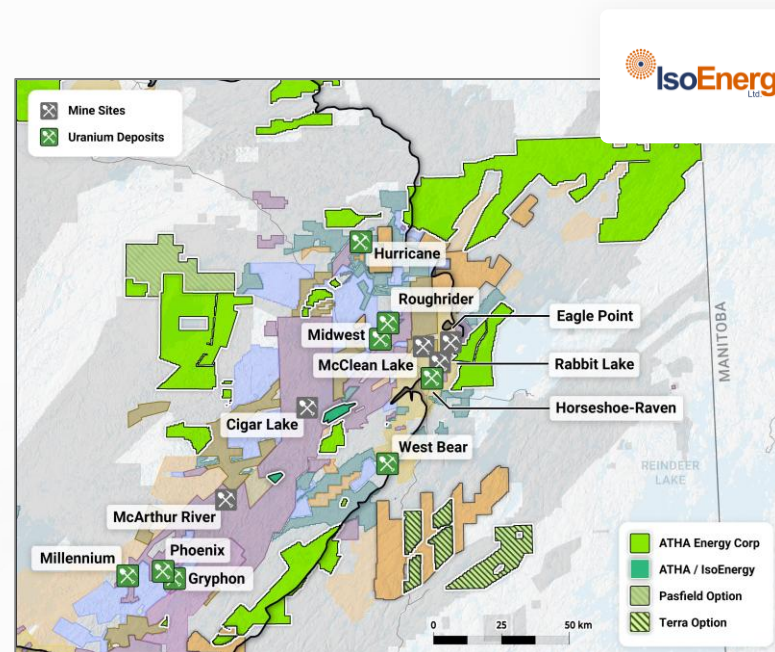 IsoEnerg
Ltd.
Mine Sites
Uranium Deposits
Hurricane
Roughrider
Eagle Point
Midwest
McClean Lake
Rabbit Lake
Cigar Lake
Horseshoe-Raven
West Bear
McArthur River
Phoenix
Millennium
Gryphon
MANITOBA
REINDEER
LAKE
ATHA Energy Corp
ATHA / IsoEnergy
Pasfield Option
Terra Option
0 25 50 km